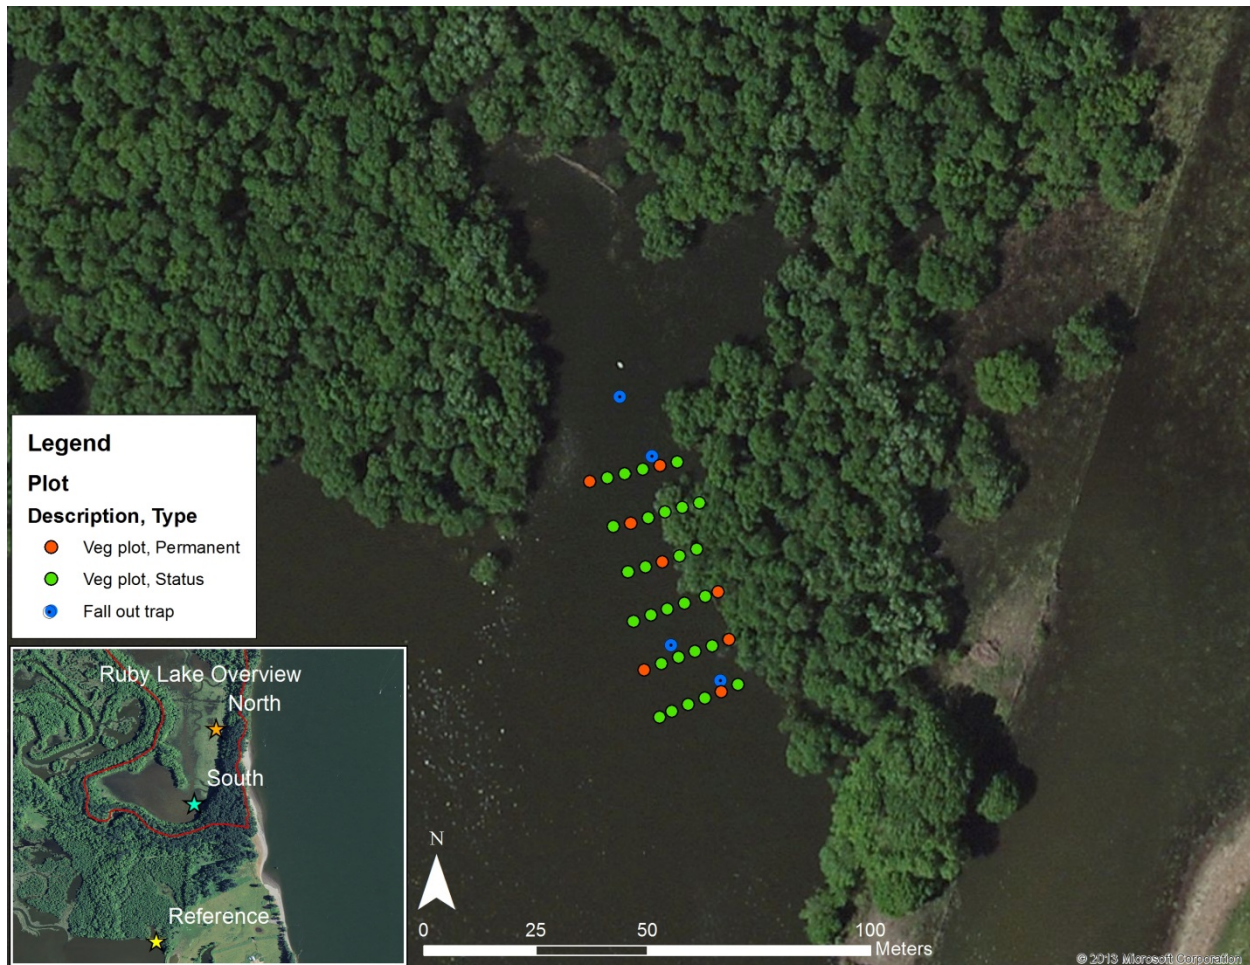 Legend
Plot
Description, Type
Veg plot, Permanent
Veg plot, Status
Fall out trap
Ruby Lake Overview
North
South
Reference
N
0 25 50 100
Meters
© 2013 Microsoft Corporation